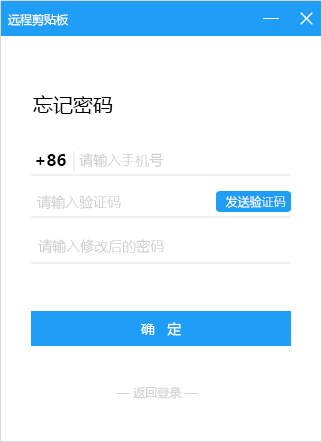 远程剪贴板
忘记密码
+86 请输入手机号
请输入验证码 发送验证码
请输入修改后的密码
确 定
— 返回登录 —